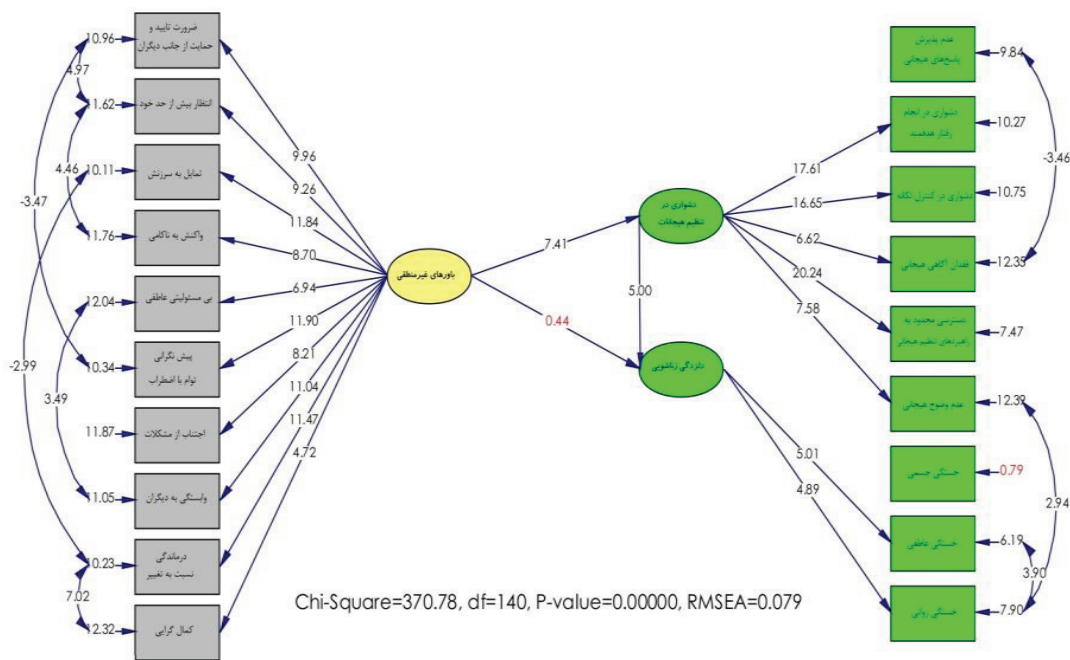 ضرورت تایید و
حمایت از جانب دیگران
انتظار بیش از حد خود
تمایل به سرزنش
واکنش به ناکامی
بی مسئولیتی عاطفی
پیش نگرانی
توام با اضطراب
اجتناب از مشکلات
وابستگی به دیگران
درماندگی
نسبت به تغییر
کمال گرایی
10.96
4.97
11.62
10.11
4.46
-3.47
11.76
12.04
-2.99
10.34
3.49
11.87
11.05
10.23
7.02
12.32
9.96
9.26
11.84
8.70
6.94
11.90
8.21
11.04
11.47
4.72
باورهای غیرمنطقی
7.41
0.44
دشواری در
تنظیم هیجانات
5.00
دلزدگی زناشویی
17.61
16.65
6.62
20.24
7.58
5.01
4.89
عدم پذیرش
پاسخ‌های هیجانی
دشواری در انجام
رفتار هدفمند
دشواری در کنترل تکانه
فقدان آگاهی هیجانی
دسترسی محدود به
راهبردهای تنظیم هیجانی
عدم وضوح هیجانی
خستگی جسمی
خستگی عاطفی
خستگی روانی
9.84
10.27
-3.46
10.75
12.35
7.47
12.39
0.79
2.94
6.19
3.90
7.90
Chi-Square=370.78, df=140, P-value=0.00000, RMSEA=0.079